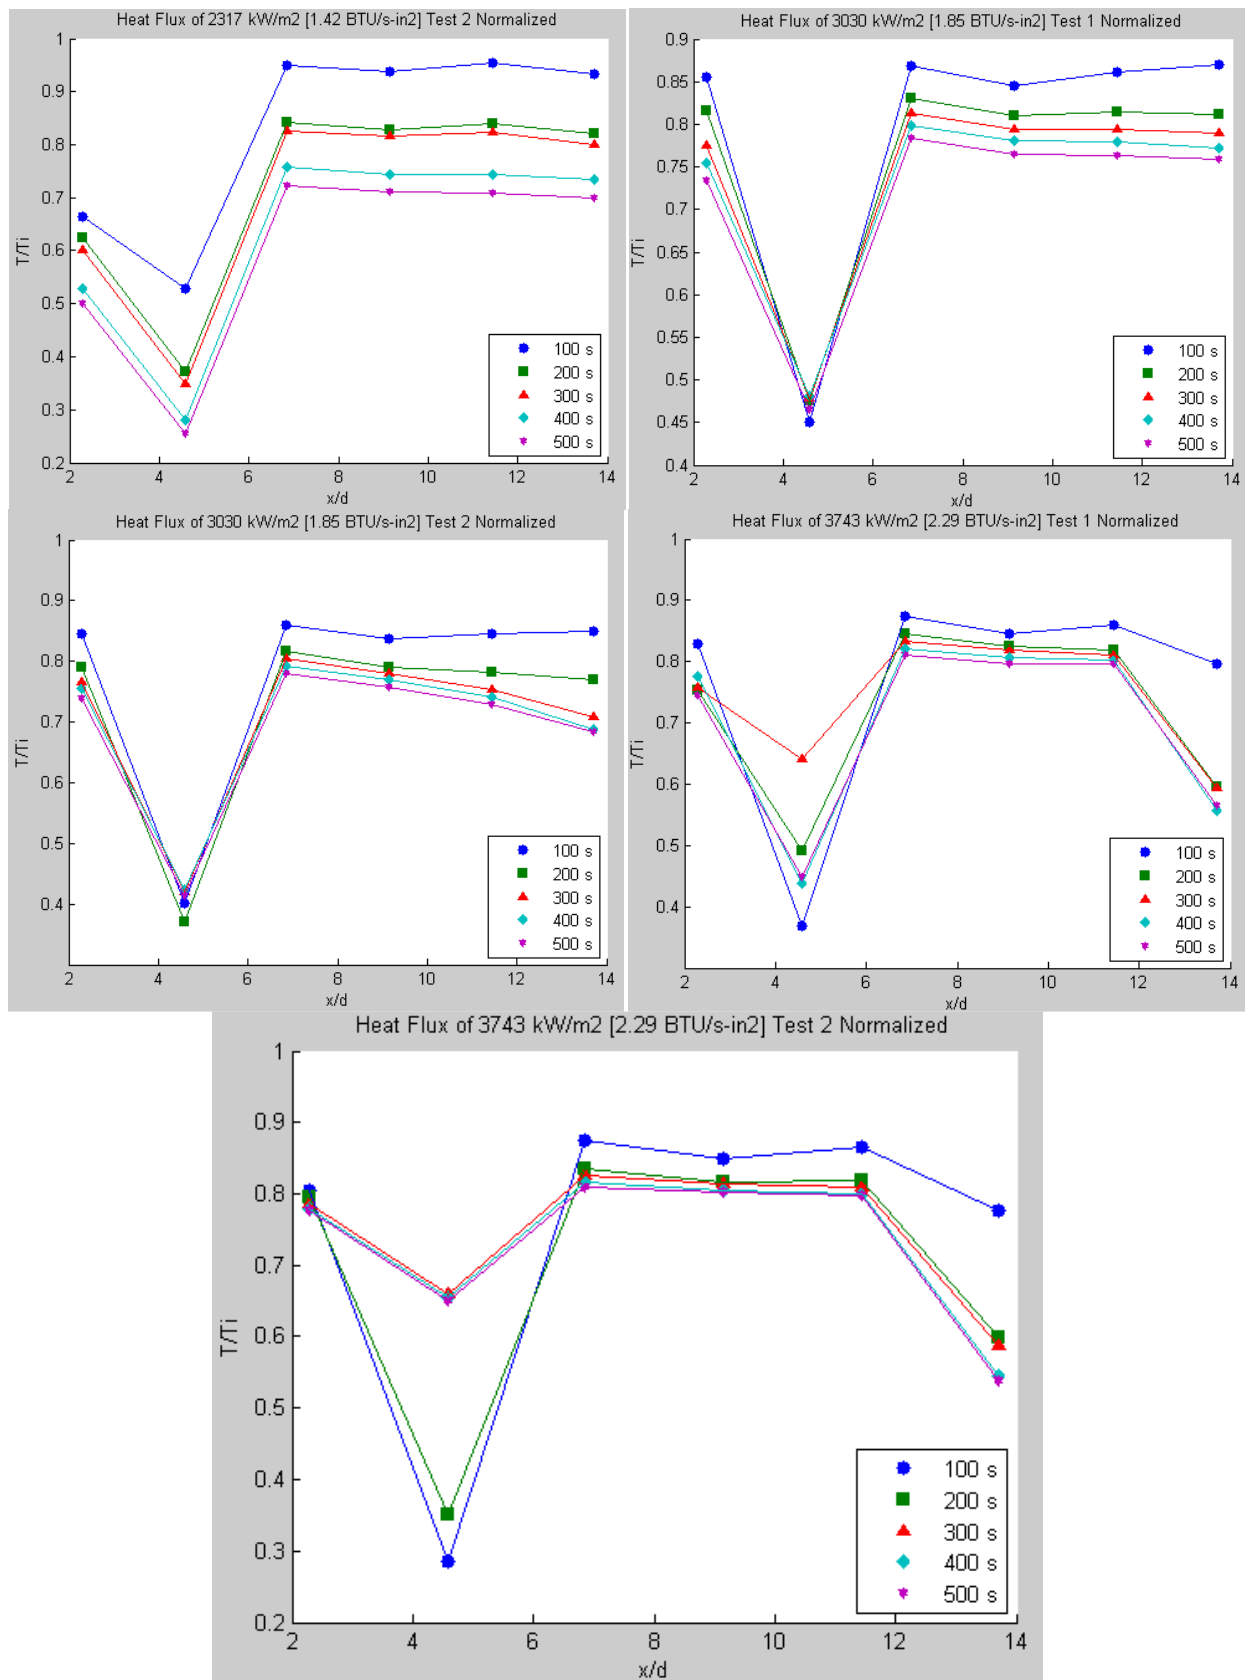 Heat Flux of 2317 kW/m2 [1.42 BTU/s-in2] Test 2 Normalized
1
0.9
0.8
0.7
0.6
0.5
0.4
0.3
0.2
T/Ti
2 4 6 8 10 12 14
x/d
100 s
200 s
300 s
400 s
500 s
Heat Flux of 3030 kW/m2 [1.85 BTU/s-in2] Test 1 Normalized
0.9
0.85
0.8
0.75
0.7
0.65
0.6
0.55
0.5
0.45
0.4
T/Ti
2 4 6 8 10 12 14
x/d
100 s
200 s
300 s
400 s
500 s
Heat Flux of 3030 kW/m2 [1.85 BTU/s-in2] Test 2 Normalized
1
0.9
0.8
0.7
0.6
0.5
0.4
T/Ti
2 4 6 8 10 12 14
x/d
100 s
200 s
300 s
400 s
500 s
Heat Flux of 3743 kW/m2 [2.29 BTU/s-in2] Test 1 Normalized
1
0.9
0.8
0.7
0.6
0.5
0.4
T/Ti
2 4 6 8 10 12 14
x/d
100 s
200 s
300 s
400 s
500 s
Heat Flux of 3743 kW/m2 [2.29 BTU/s-in2] Test 2 Normalized
1
0.9
0.8
0.7
0.6
0.5
0.4
0.3
0.2
T/Ti
2 4 6 8 10 12 14
x/d
100 s
200 s
300 s
400 s
500 s